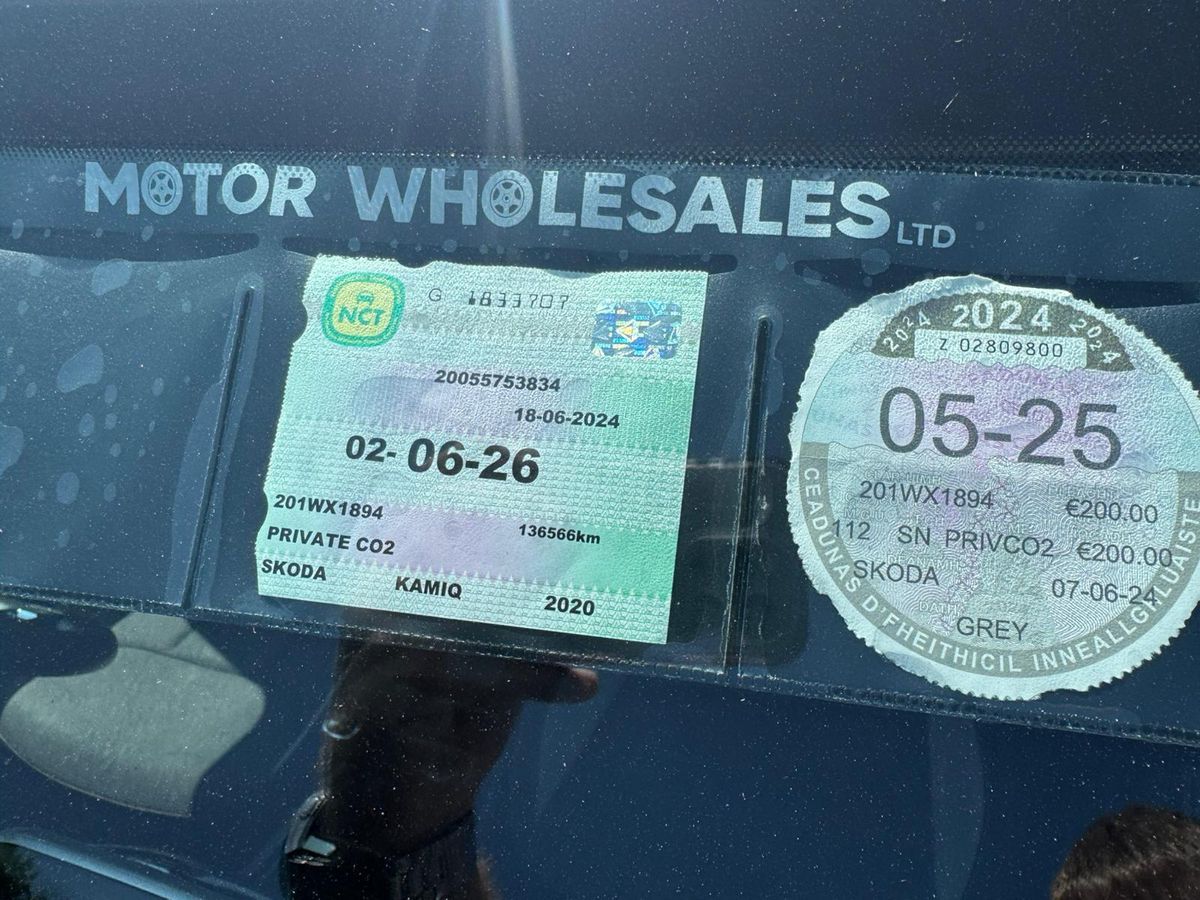 MOTOR WHOLESALES LTD
NCT
G 1833707
20055753834
18-06-2024
02-06-26
201WX1894
136566km
PRIVATE CO2
SKODA KAMIQ 2020
2024 2024 2024
Z 02809800
05-25
201WX1894 €200.00
112 SN PRIVCO2 €200.00
SKODA 07-06-24
DATH
GREY
CEADÚNAS D'FHEITHICIL INNEALLGHLUAISTE